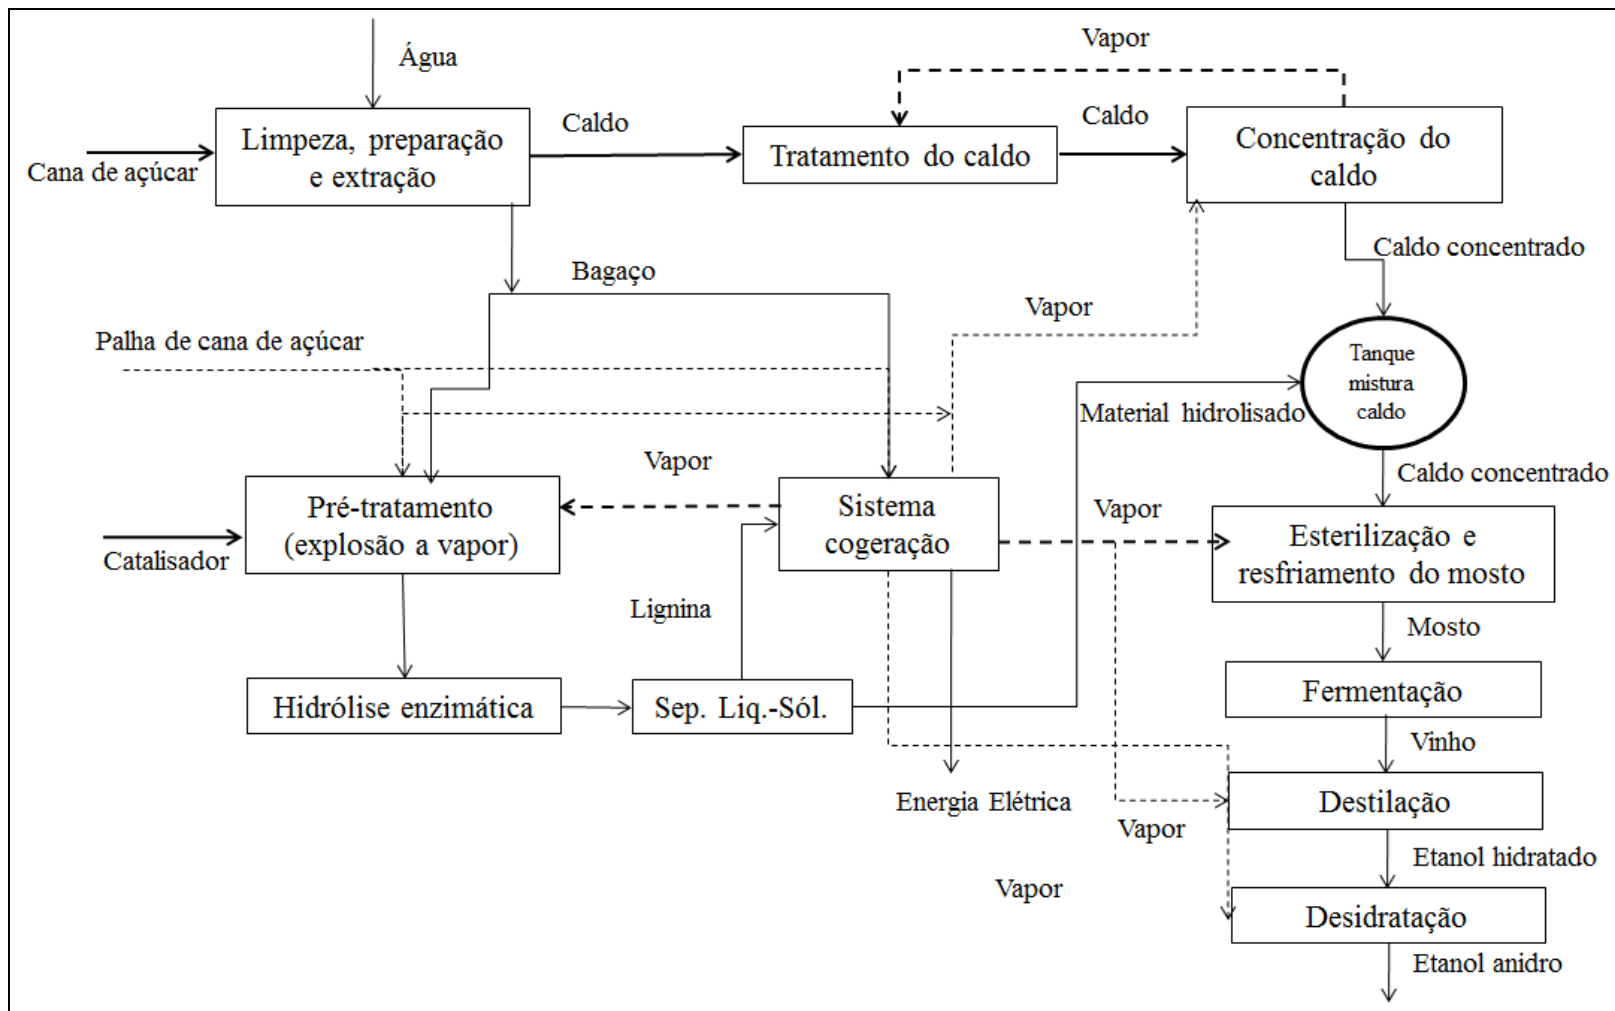 Vapor
Água
Caldo
Caldo
Limpeza, preparação
e extração
Tratamento do caldo
Concentração do
caldo
Cana de açúcar
Caldo concentrado
Bagaço
Vapor
Palha de cana de açúcar
Tanque
mistura
caldo
Material hidrolisado
Vapor
Caldo concentrado
Pré-tratamento
(explosão a vapor)
Sistema
cogeração
Vapor
Esterilização e
resfriamento do mosto
Catalisador
Lignina
Mosto
Hidrólise enzimática
Sep. Liq.-Sól.
Fermentação
Vinho
Energia Elétrica
Destilação
Vapor
Etanol hidratado
Vapor
Desidratação
Etanol anidro